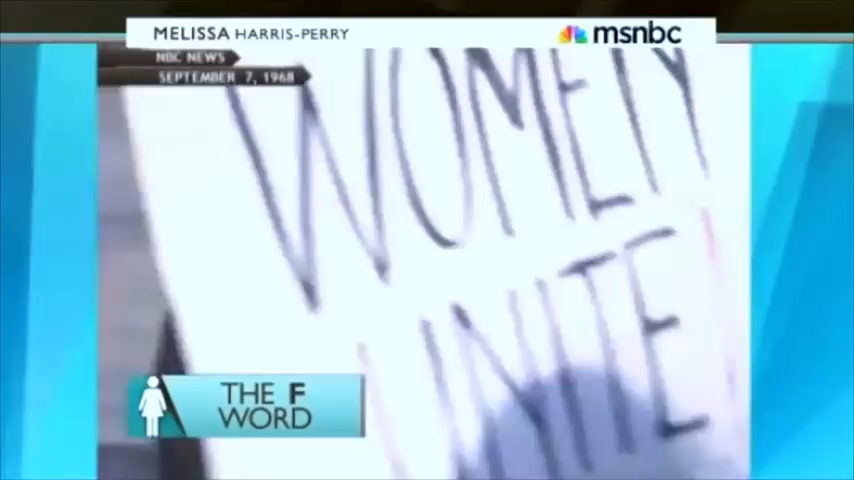 MELISSA HARRIS-PERRY
msnbc
NBC NEWS
SEPTEMBER 7, 1968
WOMEN
UNITE
THE F
WORD